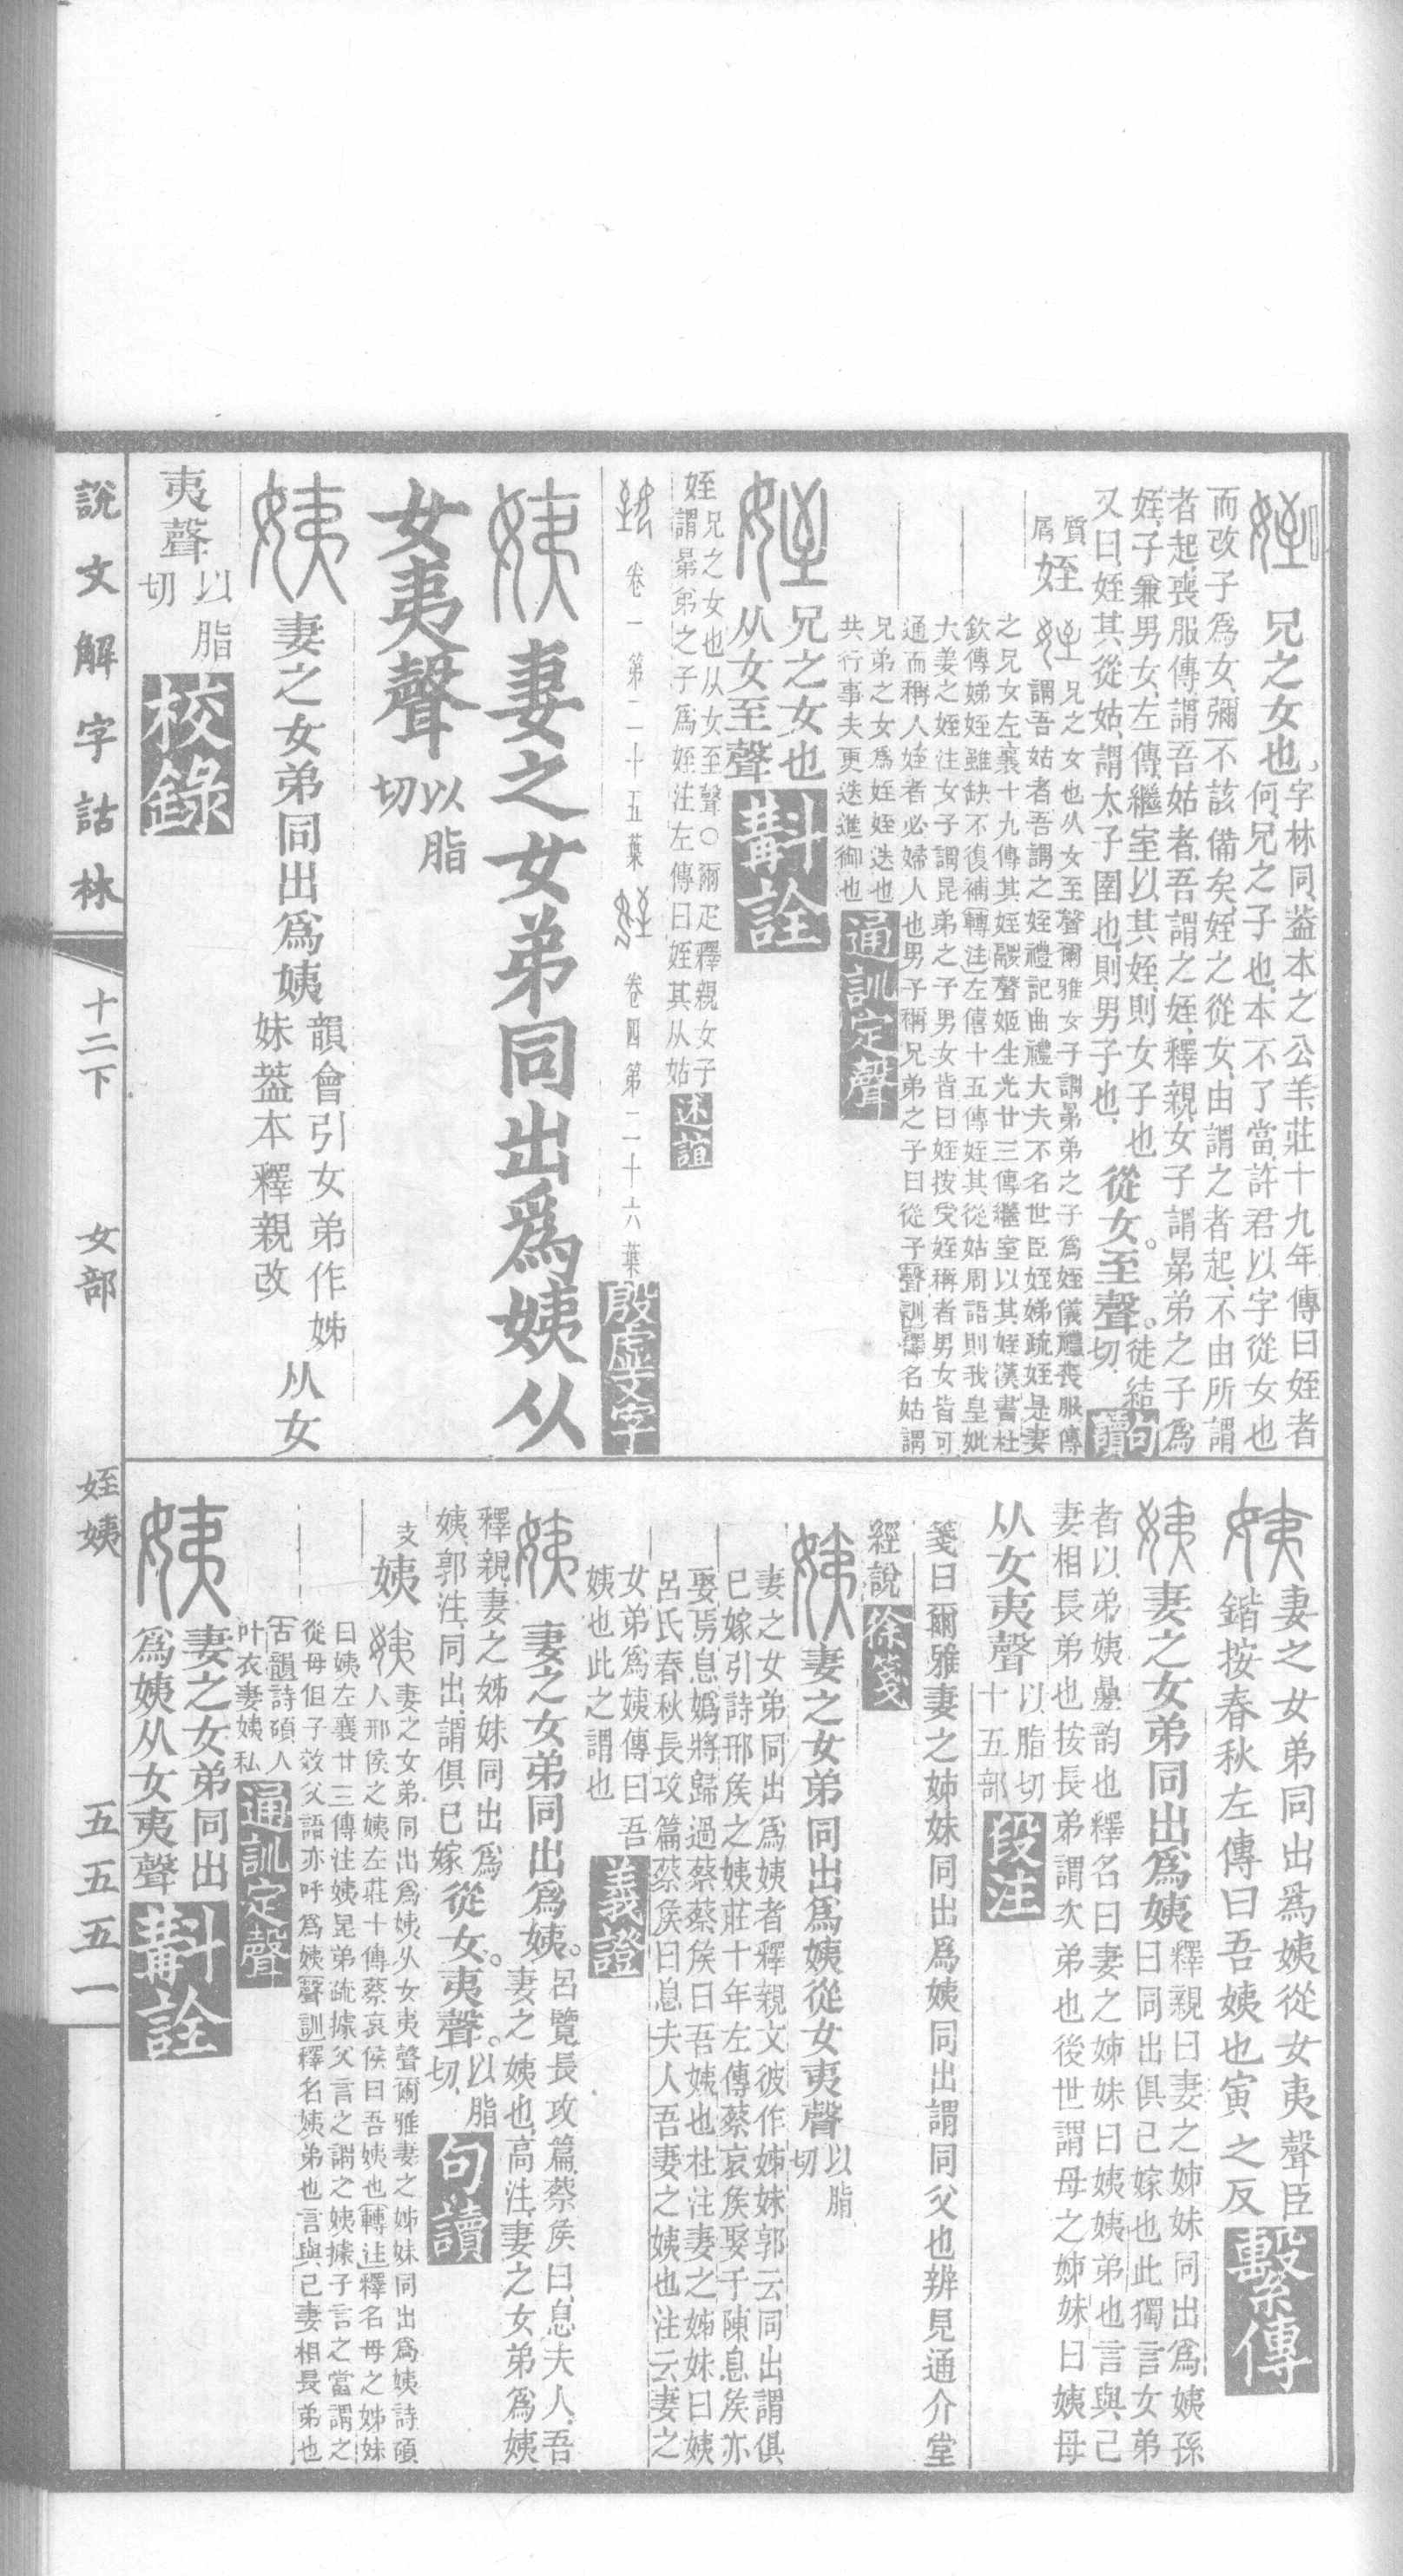 兄之女也。字林同、葢本之公羊、莊十九年傳曰姪者
何、兄之子也、本不了當、許君以字從女也
而改子爲女、彌不該備矣、姪之從女、由謂之者起、不由所謂
者起、喪服傳、謂吾姑者、吾謂之姪、釋親、女子謂晜弟之子爲
姪、子兼男女、左傳、繼室以其姪、則女子也
又曰、姪其從姑、謂太子圉也、則男子也、從女。至聲。徒結切、句讀
質
屑
姪
兄之女也从女至聲爾雅女子謂晜弟之子爲姪儀禮喪服傳
謂吾姑者吾謂之姪禮記曲禮大夫不名世臣姪娣疏姪是妻
之兄女左襄十九傳其姪鬷聲姬生光廿三傳繼室以其姪漢書杜
欽傳娣姪雖缺不復補轉注左僖十五傳姪其從姑周語則我皇妣
大姜之姪注女子謂昆弟之子男女皆曰姪按受姪稱者男女皆可
通而稱人姪者必婦人也男子稱兄弟之子曰從子聲訓釋名姑謂
兄弟之女爲姪姪迭也
共行事夫更迭進御也
通訓定聲
兄之女也
从女至聲
斠詮
姪兄之女也从女至聲○爾疋釋親女子
謂晜弟之子爲姪注左傳曰姪其从姑
述誼
卷一第二十五葉
卷四第二十六葉
殷虛文字
妻之女弟同出爲姨从
女夷聲以脂切
妻之女弟同出爲姨韻會引女弟作姊
妹葢本釋親改
从女
夷聲以脂切
校錄
說文解字詁林
十二下
女部
姪姨
五五五一
妻之女弟同出爲姨從女夷聲臣
鍇按春秋左傳曰吾姨也寅之反
繫傳
妻之女弟同出爲姨釋親曰妻之姊妹同出爲姨孫
曰同出俱已嫁也此獨言女弟
者以弟姨曡韵也釋名曰妻之姊妹曰姨姨弟也言與己
妻相長弟也按長弟謂次弟也後世謂母之姊妹曰姨母
从女夷聲以脂切
十五部
段注
箋曰爾雅妻之姊妹同出爲姨同出謂同父也辨見通介堂
經說
徐箋
妻之女弟同出爲姨從女夷聲以脂切
妻之女弟同出爲姨者釋親文彼作姊妹郭云同出謂俱
已嫁引詩邢矦之姨莊十年左傳蔡哀矦娶于陳息矦亦
娶焉息嬀將歸過蔡蔡矦曰吾姨也杜注妻之姊妹曰姨
呂氏春秋長攻篇蔡矦曰息夫人吾妻之姨也注云妻之
女弟爲姨傳曰吾
姨也此之謂也
義證
妻之女弟同出爲姨。呂覽長攻篇、蔡矦曰、息夫人、吾
妻之姨也、高注、妻之女弟爲姨
釋親、妻之姊妹同出爲
姨、郭注、同出、謂俱已嫁
從女。夷聲。以脂切、
句讀
支
姨
妻之女弟同出爲姨从女夷聲爾雅妻之姊妹同出爲姨詩碩
人邢侯之姨左莊十傳蔡哀侯曰吾姨也轉注釋名母之姊妹
曰姨左襄廿三傳注姨昆弟疏據父言之謂之姨據子言之當謂之
從母但子效父語亦呼爲姨聲訓釋名姨弟也言與己妻相長弟也
古韻詩碩人
叶衣妻姨私
通訓定聲
妻之女弟同出
爲姨从女夷聲
斠詮